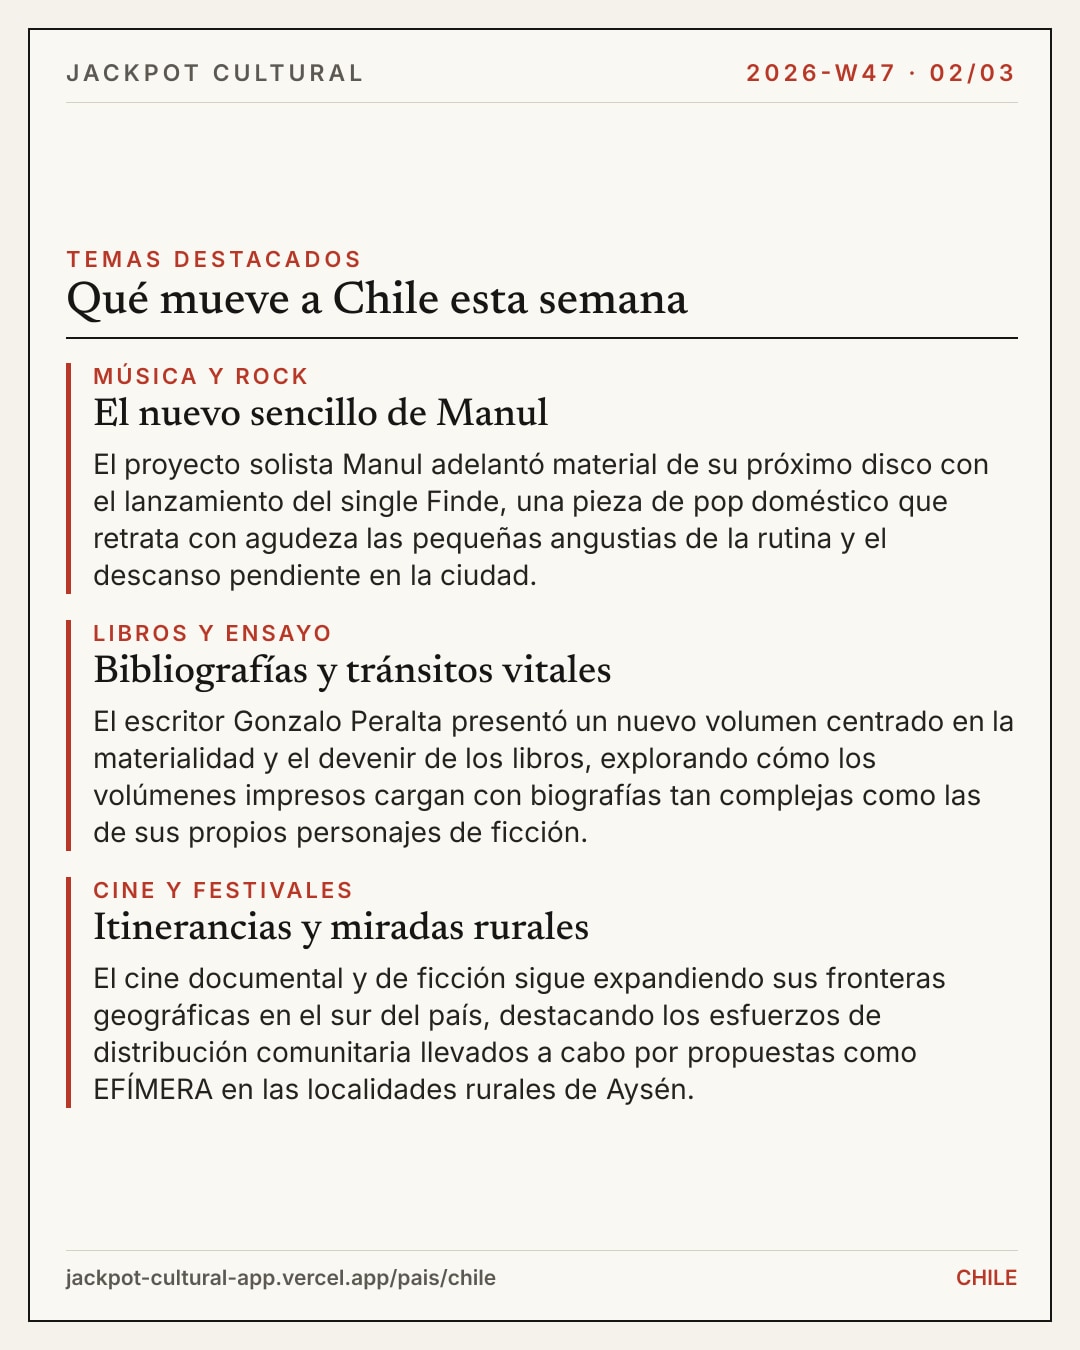 JACKPOT CULTURAL
2026-W47 · 02/03
TEMAS DESTACADOS
Qué mueve a Chile esta semana
MÚSICA Y ROCK
El nuevo sencillo de Manul
El proyecto solista Manul adelantó material de su próximo disco con
el lanzamiento del single Finde, una pieza de pop doméstico que
retrata con agudeza las pequeñas angustias de la rutina y el
descanso pendiente en la ciudad.
LIBROS Y ENSAYO
Bibliografías y tránsitos vitales
El escritor Gonzalo Peralta presentó un nuevo volumen centrado en la
materialidad y el devenir de los libros, explorando cómo los
volúmenes impresos cargan con biografías tan complejas como las
de sus propios personajes de ficción.
CINE Y FESTIVALES
Itinerancias y miradas rurales
El cine documental y de ficción sigue expandiendo sus fronteras
geográficas en el sur del país, destacando los esfuerzos de
distribución comunitaria llevados a cabo por propuestas como
EFÍMERA en las localidades rurales de Aysén.
jackpot-cultural-app.vercel.app/pais/chile
CHILE